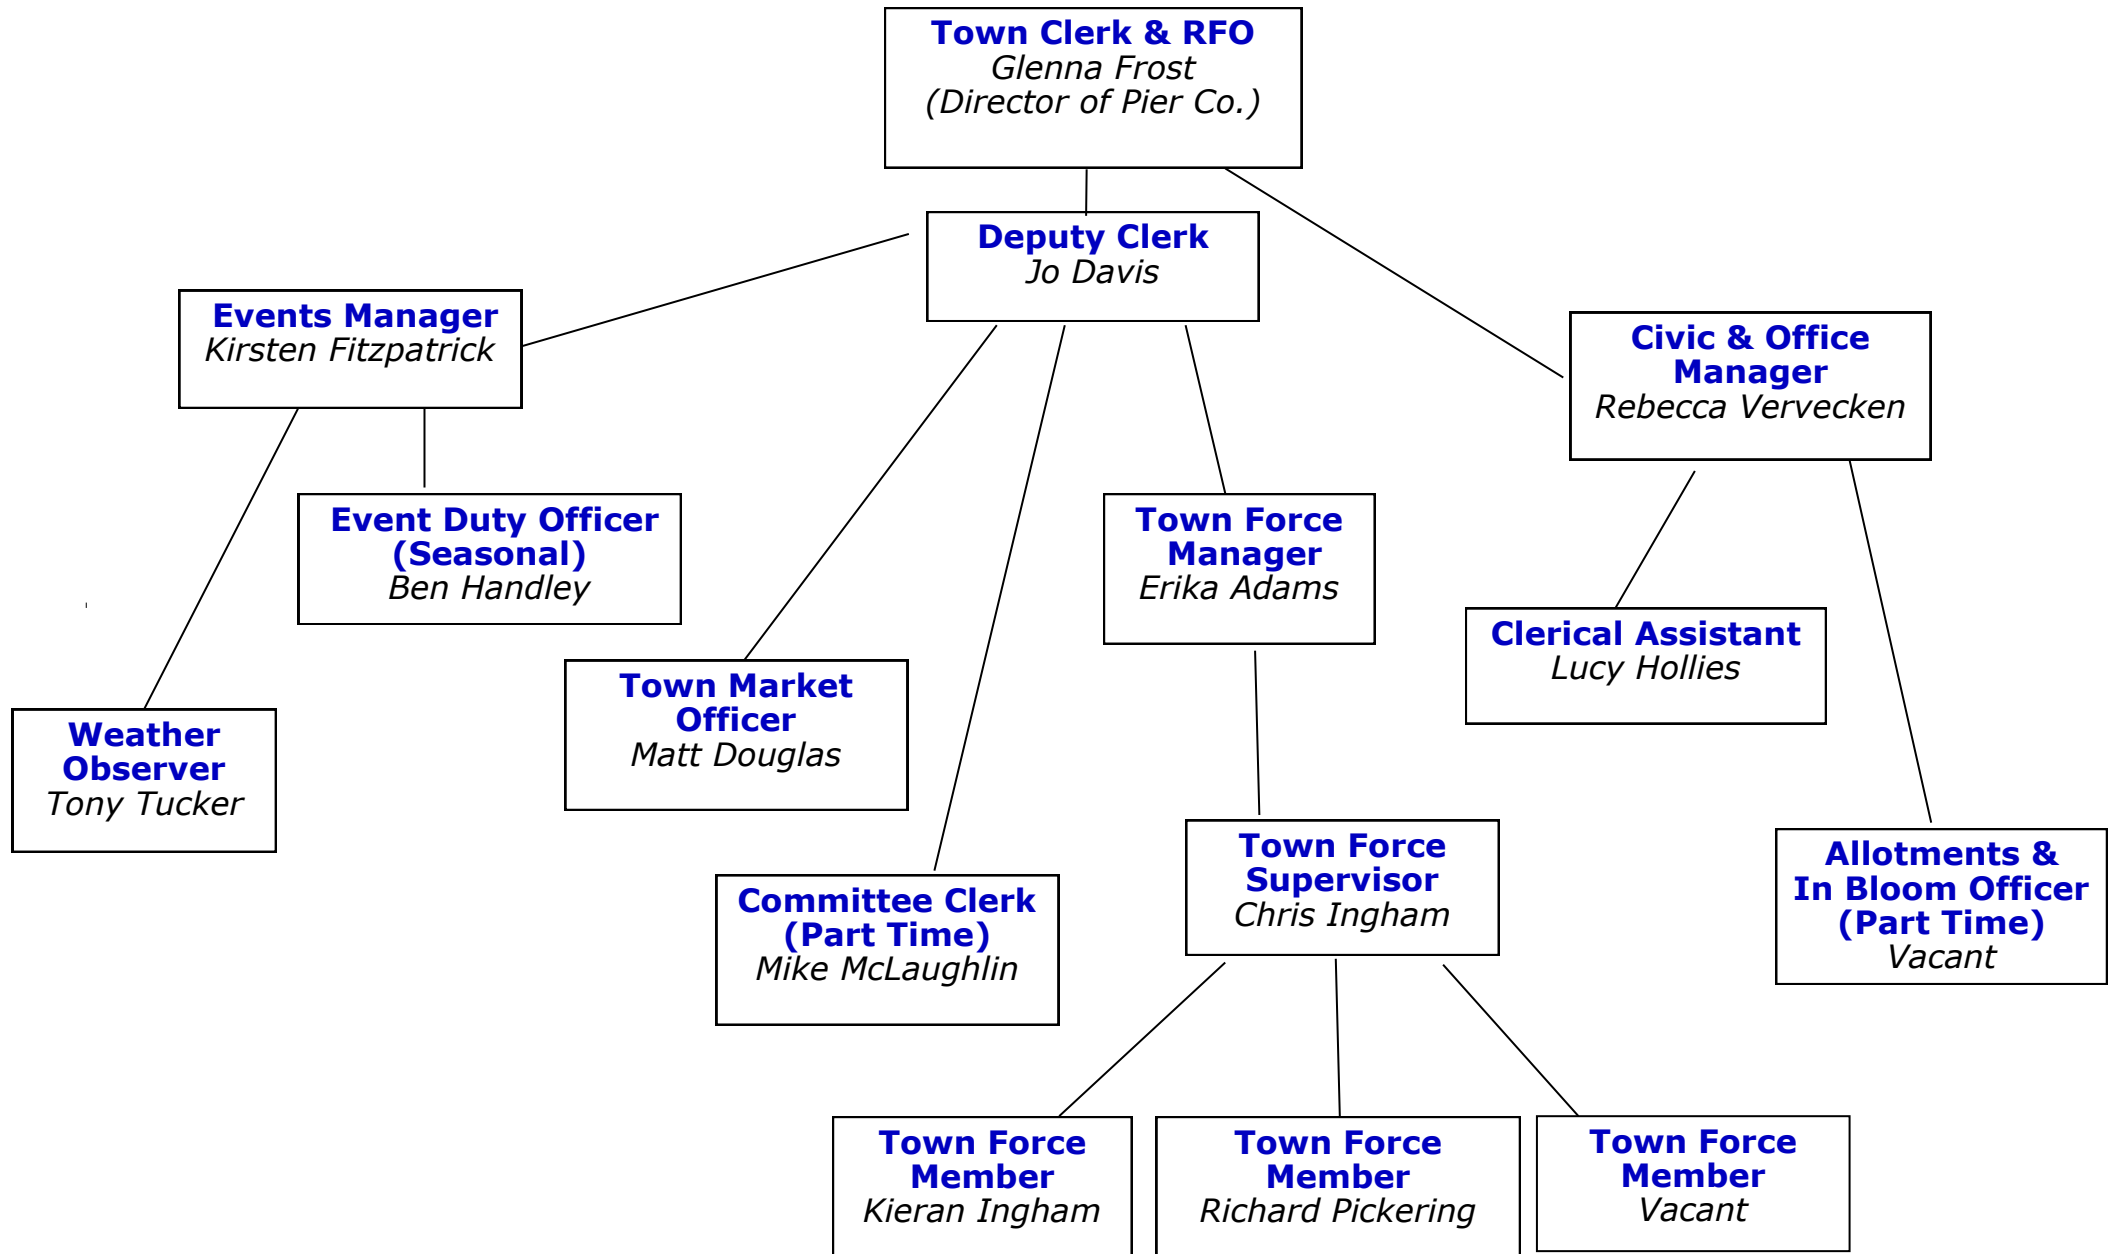 Town Clerk & RFO
Glenna Frost
(Director of Pier Co.)
Deputy Clerk
Jo Davis
Events Manager
Kirsten Fitzpatrick
Civic & Office
Manager
Rebecca Vervecken
Event Duty Officer
(Seasonal)
Ben Handley
Town Force
Manager
Erika Adams
Clerical Assistant
Lucy Hollies
Town Market
Officer
Matt Douglas
Weather
Observer
Tony Tucker
Town Force
Supervisor
Chris Ingham
Allotments &
In Bloom Officer
(Part Time)
Vacant
Committee Clerk
(Part Time)
Mike McLaughlin
Town Force
Member
Kieran Ingham
Town Force
Member
Richard Pickering
Town Force
Member
Vacant